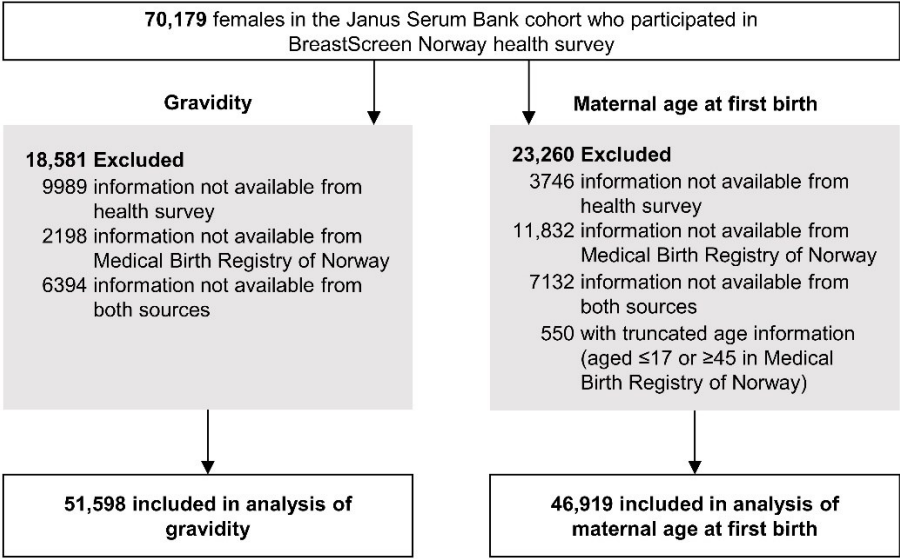 70,179 females in the Janus Serum Bank cohort who participated in
BreastScreen Norway health survey
Gravidity
18,581 Excluded
9989 information not available from
health survey
2198 information not available from
Medical Birth Registry of Norway
6394 information not available from
both sources
51,598 included in analysis of
gravidity
Maternal age at first birth
23,260 Excluded
3746 information not available from
health survey
11,832 information not available from
Medical Birth Registry of Norway
7132 information not available from
both sources
550 with truncated age information
(aged ≤17 or ≥45 in Medical
Birth Registry of Norway)
46,919 included in analysis of
maternal age at first birth